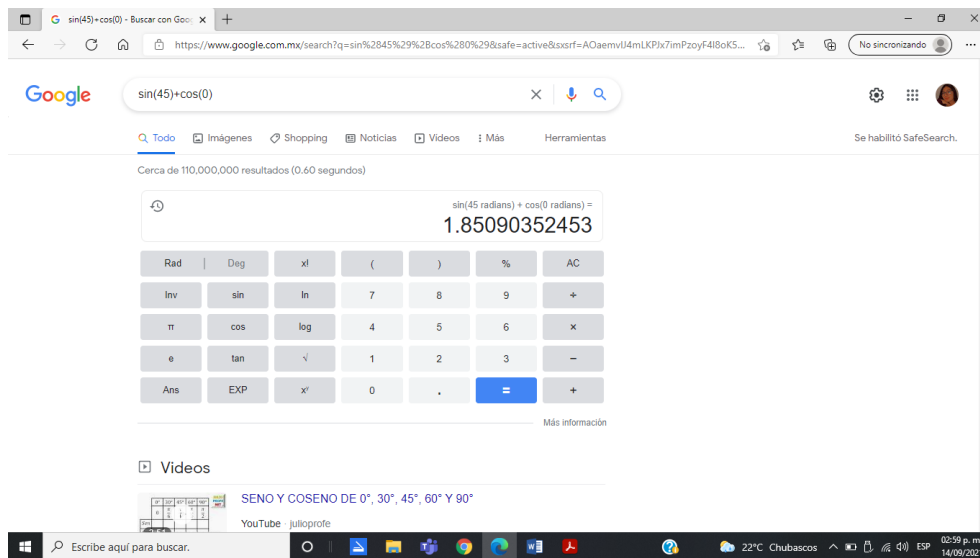 sin(45)+cos(0) - Buscar con Goog
https://www.google.com.mx/search?q=sin%2845%29%2Bcos%280%29&safe=active&sxsrf=AOaemvU4mLKPJx7imPzoyF4l8oK5...
No sincronizando
Google
sin(45)+cos(0)
Todo Imágenes Shopping Noticias Videos Más Herramientas
Se habilitó SafeSearch.
Cerca de 110,000,000 resultados (0.60 segundos)
sin(45 radians) + cos(0 radians) =
1.85090352453
Rad | Deg x! ( ) % AC
Inv sin ln 7 8 9 ÷
π cos log 4 5 6 ×
e tan √ 1 2 3 −
Ans EXP xʸ 0 . = +
Más información
Videos
SENO Y COSENO DE 0°, 30°, 45°, 60° Y 90°
YouTube · julioprofe
Escribe aquí para buscar.
22°C Chubascos
ESP
02:59 p. m
14/09/202